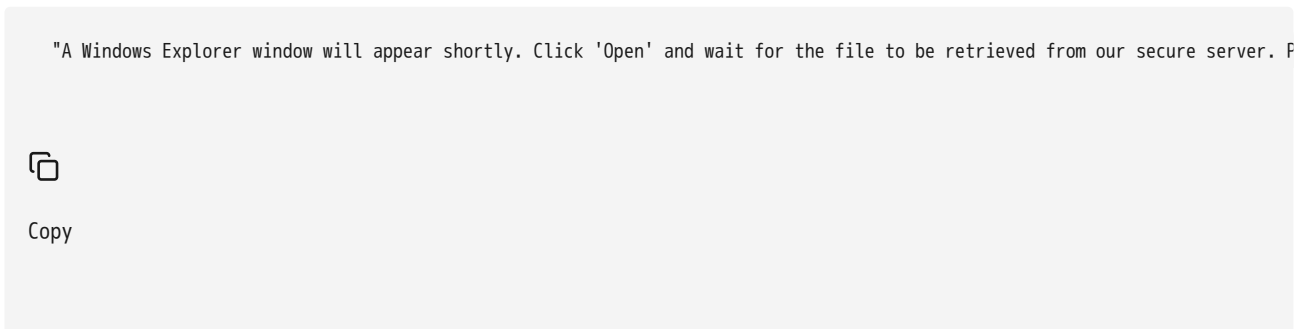 "A Windows Explorer window will appear shortly. Click 'Open' and wait for the file to be retrieved from our secure server.
Copy